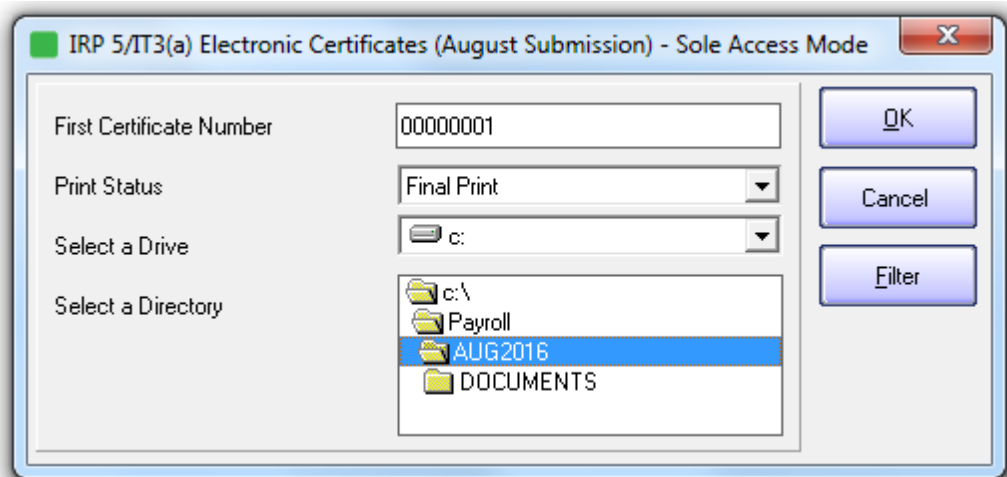 IRP 5/IT3(a) Electronic Certificates (August Submission) - Sole Access Mode
First Certificate Number
00000001
OK
Print Status
Final Print
Cancel
Select a Drive
c:
Select a Directory
c:\
Payroll
AUG2016
DOCUMENTS
Filter